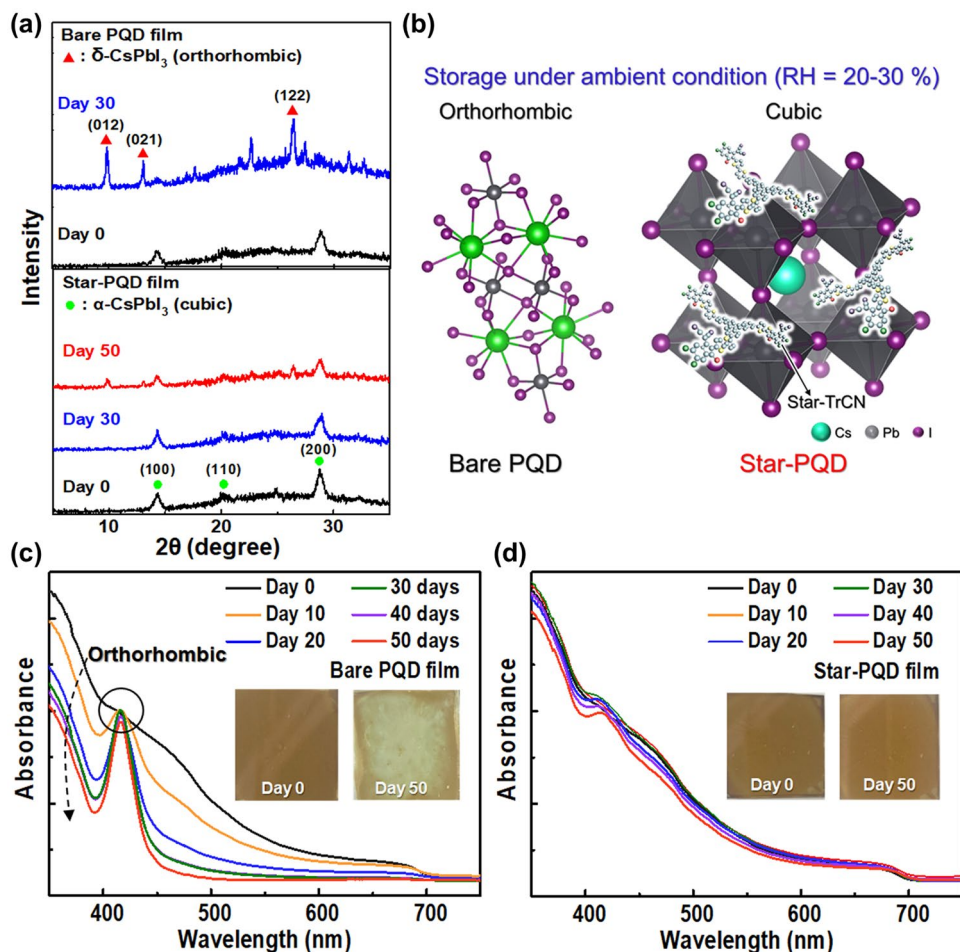 (a)
Bare PQD film
▲ : δ-CsPbI₃ (orthorhombic)
Day 30
(012)
(021)
(122)
Day 0
Star-PQD film
● : α-CsPbI₃ (cubic)
Day 50
Day 30
Day 0
(100)
(110)
(200)
Intensity
10
20
30
2θ (degree)
(b)
Storage under ambient condition (RH = 20-30 %)
Orthorhombic
Cubic
Star-TrCN
Cs Pb I
Bare PQD
Star-PQD
(c)
Day 0 30 days
Day 10 40 days
Day 20 50 days
Orthorhombic
Bare PQD film
Day 0
Day 50
Absorbance
400 500 600 700
Wavelength (nm)
(d)
Day 0 Day 30
Day 10 Day 40
Day 20 Day 50
Star-PQD film
Day 0
Day 50
Absorbance
400 500 600 700
Wavelength (nm)